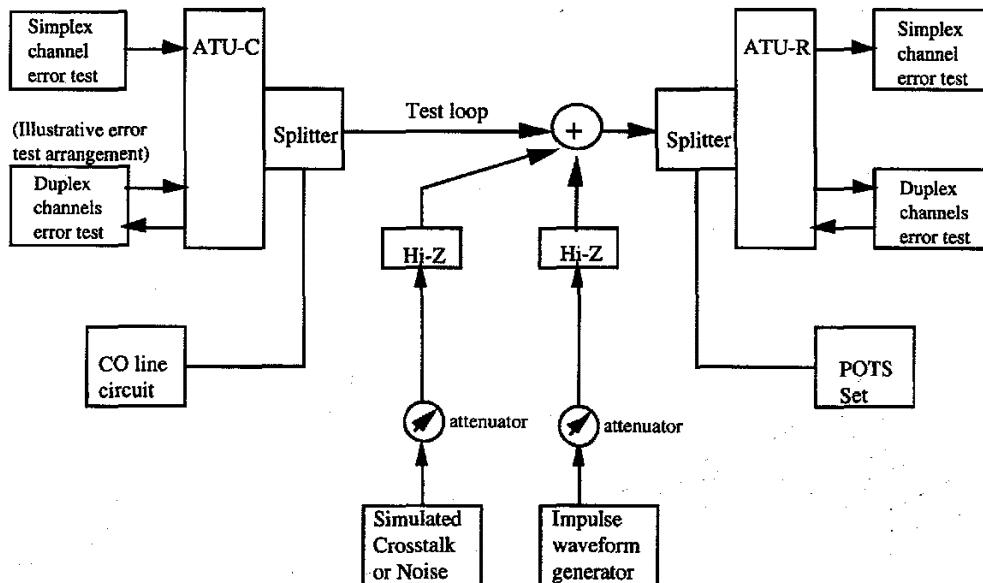 Simplex
channel
error test
ATU-C
ATU-R
Simplex
channel
error test
(Illustrative error
test arrangement)
Splitter
Test loop
+
Splitter
Duplex
channels
error test
Duplex
channels
error test
Hi-Z
Hi-Z
CO line
circuit
POTS
Set
attenuator
attenuator
Simulated
Crosstalk
or Noise
Impulse
waveform
generator